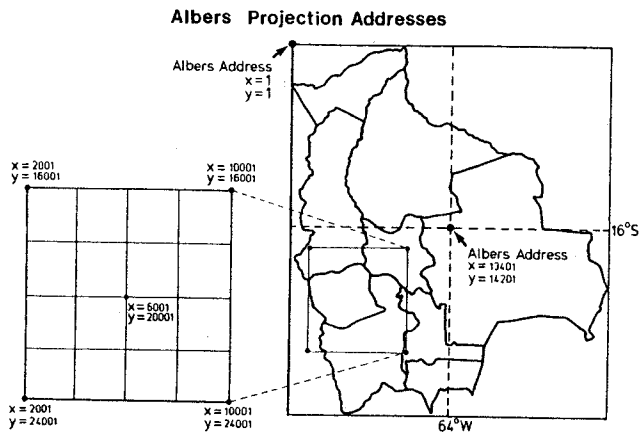 Albers Projection Addresses
Albers Address
x=1
y=1
x=2001
y=16001
x=10001
y=16001
16°S
Albers Address
x=13401
y=14201
x=6001
y=20001
x=2001
y=24001
x=10001
y=24001
64°W